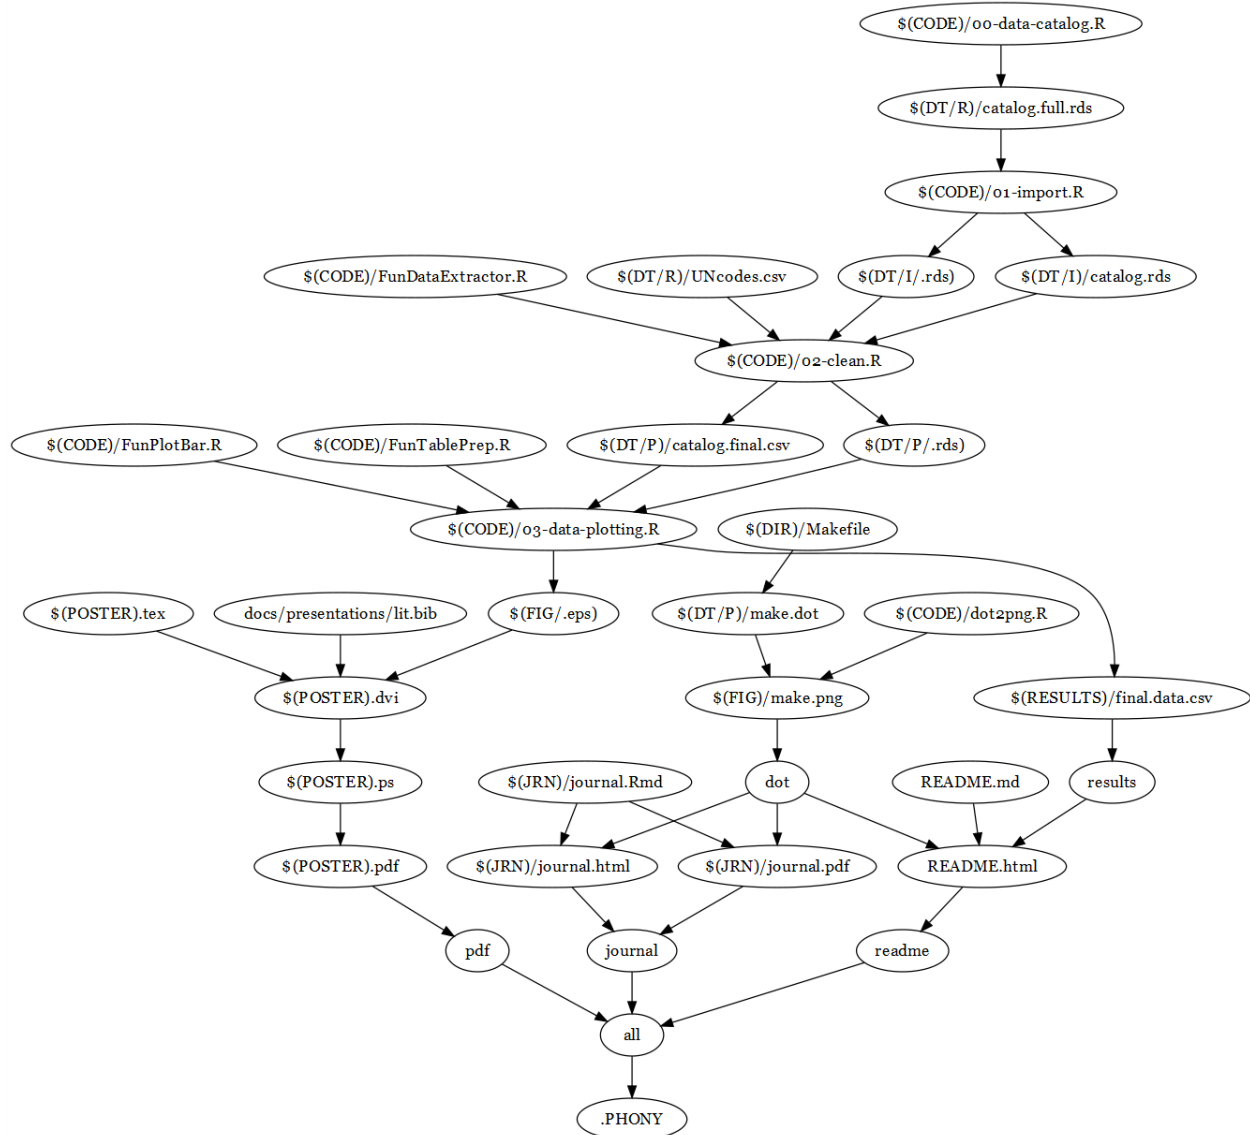 $(CODE)/00-data-catalog.R
$(DT/R)/catalog.full.rds
$(CODE)/01-import.R
$(CODE)/FunDataExtractor.R
$(DT/R)/UNcodes.csv
$(DT/I/.rds)
$(DT/I)/catalog.rds
$(CODE)/02-clean.R
$(CODE)/FunPlotBar.R
$(CODE)/FunTablePrep.R
$(DT/P)/catalog.final.csv
$(DT/P/.rds)
$(CODE)/03-data-plotting.R
$(DIR)/Makefile
$(POSTER).tex
docs/presentations/lit.bib
$(FIG/.eps)
$(DT/P)/make.dot
$(CODE)/dot2png.R
$(POSTER).dvi
$(FIG)/make.png
$(RESULTS)/final.data.csv
$(POSTER).ps
$(JRN)/journal.Rmd
dot
README.md
results
$(POSTER).pdf
$(JRN)/journal.html
$(JRN)/journal.pdf
README.html
pdf
journal
readme
all
.PHONY